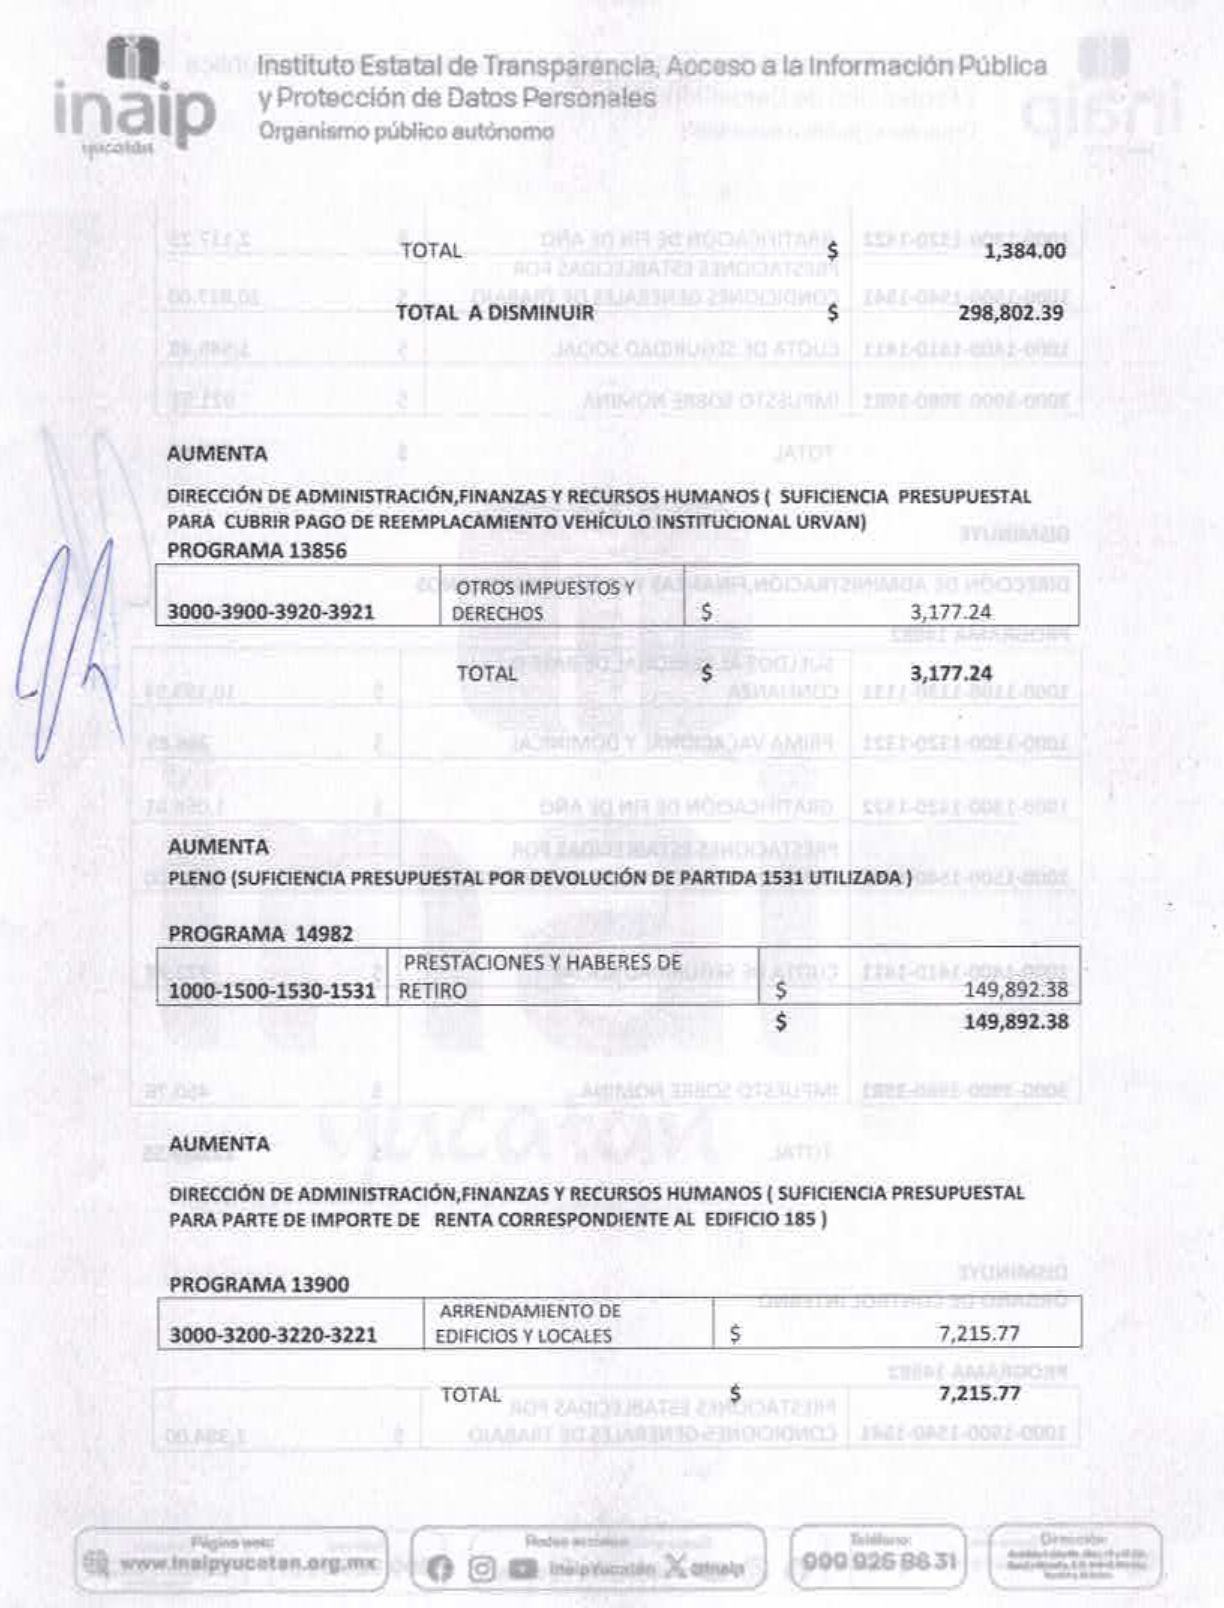 inaip
yucatán
Instituto Estatal de Transparencia, Acceso a la Información Pública
y Protección de Datos Personales
Organismo público autónomo
TOTAL $ 1,384.00
TOTAL A DISMINUIR $ 298,802.39
AUMENTA
DIRECCIÓN DE ADMINISTRACIÓN,FINANZAS Y RECURSOS HUMANOS ( SUFICIENCIA PRESUPUESTAL
PARA CUBRIR PAGO DE REEMPLACAMIENTO VEHÍCULO INSTITUCIONAL URVAN)
PROGRAMA 13856
OTROS IMPUESTOS Y
3000-3900-3920-3921 DERECHOS $ 3,177.24
TOTAL $ 3,177.24
AUMENTA
PLENO (SUFICIENCIA PRESUPUESTAL POR DEVOLUCIÓN DE PARTIDA 1531 UTILIZADA )
PROGRAMA 14982
PRESTACIONES Y HABERES DE
1000-1500-1530-1531 RETIRO $ 149,892.38
$ 149,892.38
AUMENTA
DIRECCIÓN DE ADMINISTRACIÓN,FINANZAS Y RECURSOS HUMANOS ( SUFICIENCIA PRESUPUESTAL
PARA PARTE DE IMPORTE DE RENTA CORRESPONDIENTE AL EDIFICIO 185 )
PROGRAMA 13900
ARRENDAMIENTO DE
3000-3200-3220-3221 EDIFICIOS Y LOCALES $ 7,215.77
TOTAL $ 7,215.77
Página web:
www.inaipyucatan.org.mx
InaipYucatán
Teléfono:
999 925 86 31
Dirección: